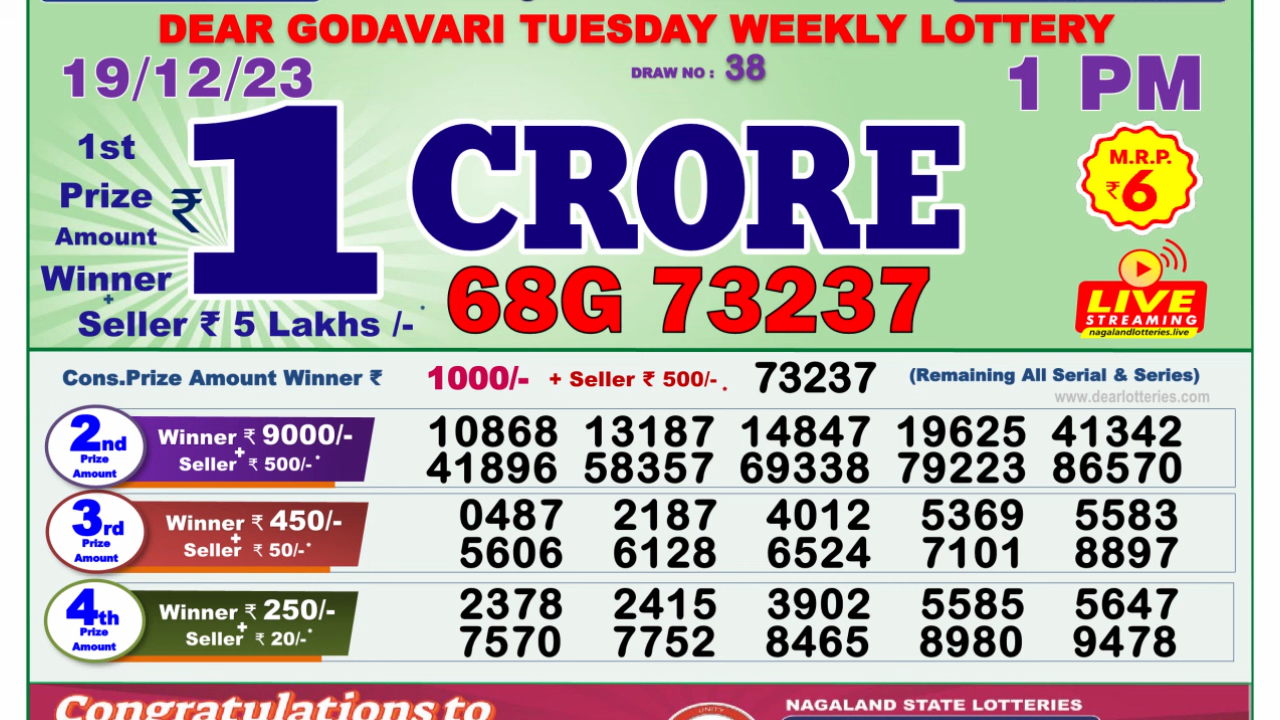 DEAR GODAVARI TUESDAY WEEKLY LOTTERY
19/12/23
DRAW NO : 38
1 PM
1st
Prize
Amount
Winner
+
₹ 1 CRORE
68G 73237
Seller ₹ 5 Lakhs /- *
M.R.P.
₹6
LIVE
STREAMING
nagalandlotteries.live
Cons.Prize Amount Winner ₹ 1000/- + Seller ₹ 500/- . 73237 (Remaining All Serial & Series)
www.dearlotteries.com
2nd
Prize
Amount
Winner ₹ 9000/-
+
Seller ₹ 500/- *
10868 13187 14847 19625 41342
41896 58357 69338 79223 86570
3rd
Prize
Amount
Winner ₹ 450/-
+
Seller ₹ 50/- *
0487 2187 4012 5369 5583
5606 6128 6524 7101 8897
4th
Prize
Amount
Winner ₹ 250/-
+
Seller ₹ 20/- *
2378 2415 3902 5585 5647
7570 7752 8465 8980 9478
Congratulations to
UNITY
NAGALAND STATE LOTTERIES